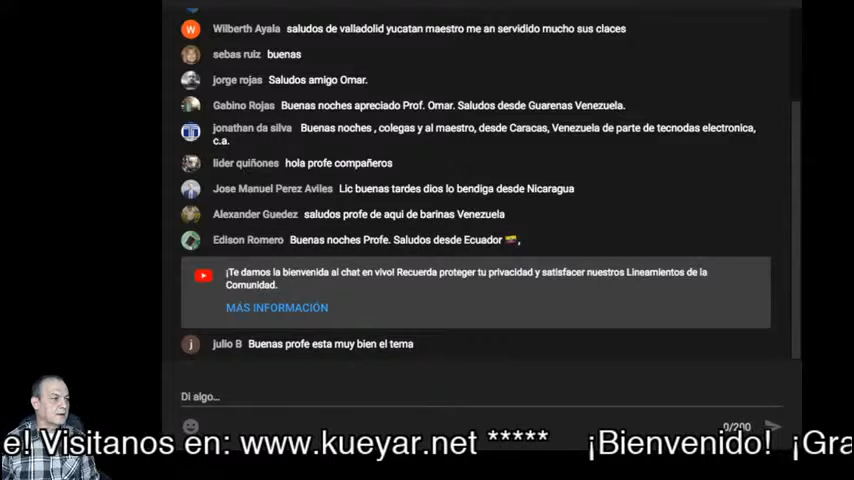 W Wilberth Ayala saludos de valladolid yucatan maestro me an servidido mucho sus claces
sebas ruiz buenas
jorge rojas Saludos amigo Omar.
Gabino Rojas Buenas noches apreciado Prof. Omar. Saludos desde Guarenas Venezuela.
jonathan da silva Buenas noches , colegas y al maestro, desde Caracas, Venezuela de parte de tecnodas electronica,
c.a.
lider quiñones hola profe compañeros
Jose Manuel Perez Aviles Lic buenas tardes dios lo bendiga desde Nicaragua
Alexander Guedez saludos profe de aqui de barinas Venezuela
Edison Romero Buenas noches Profe. Saludos desde Ecuador 🇪🇨 ,
¡Te damos la bienvenida al chat en vivo! Recuerda proteger tu privacidad y satisfacer nuestros Lineamientos de la
Comunidad.
MÁS INFORMACIÓN
j julio B Buenas profe esta muy bien el tema
Di algo...
0/200
e! Visitanos en: www.kueyar.net ***** ¡Bienvenido! ¡Gra